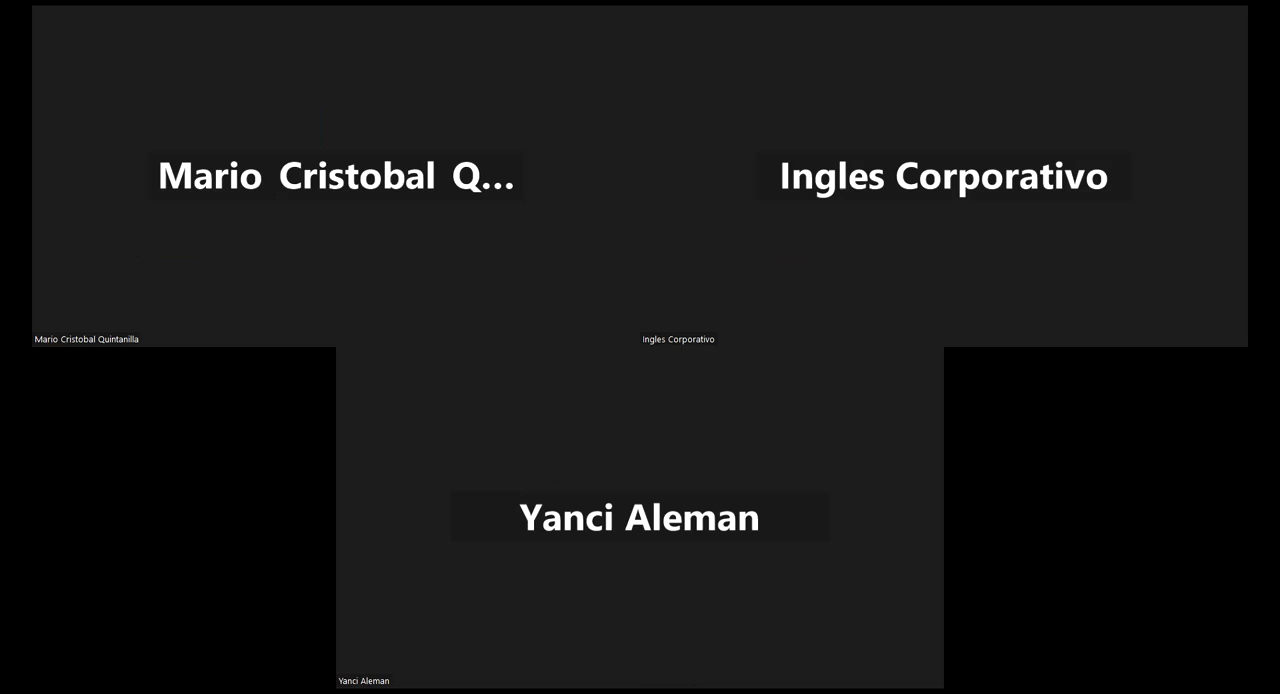 Mario Cristobal Q...
Ingles Corporativo
Mario Cristobal Quintanilla
Ingles Corporativo
Yanci Aleman
Yanci Aleman